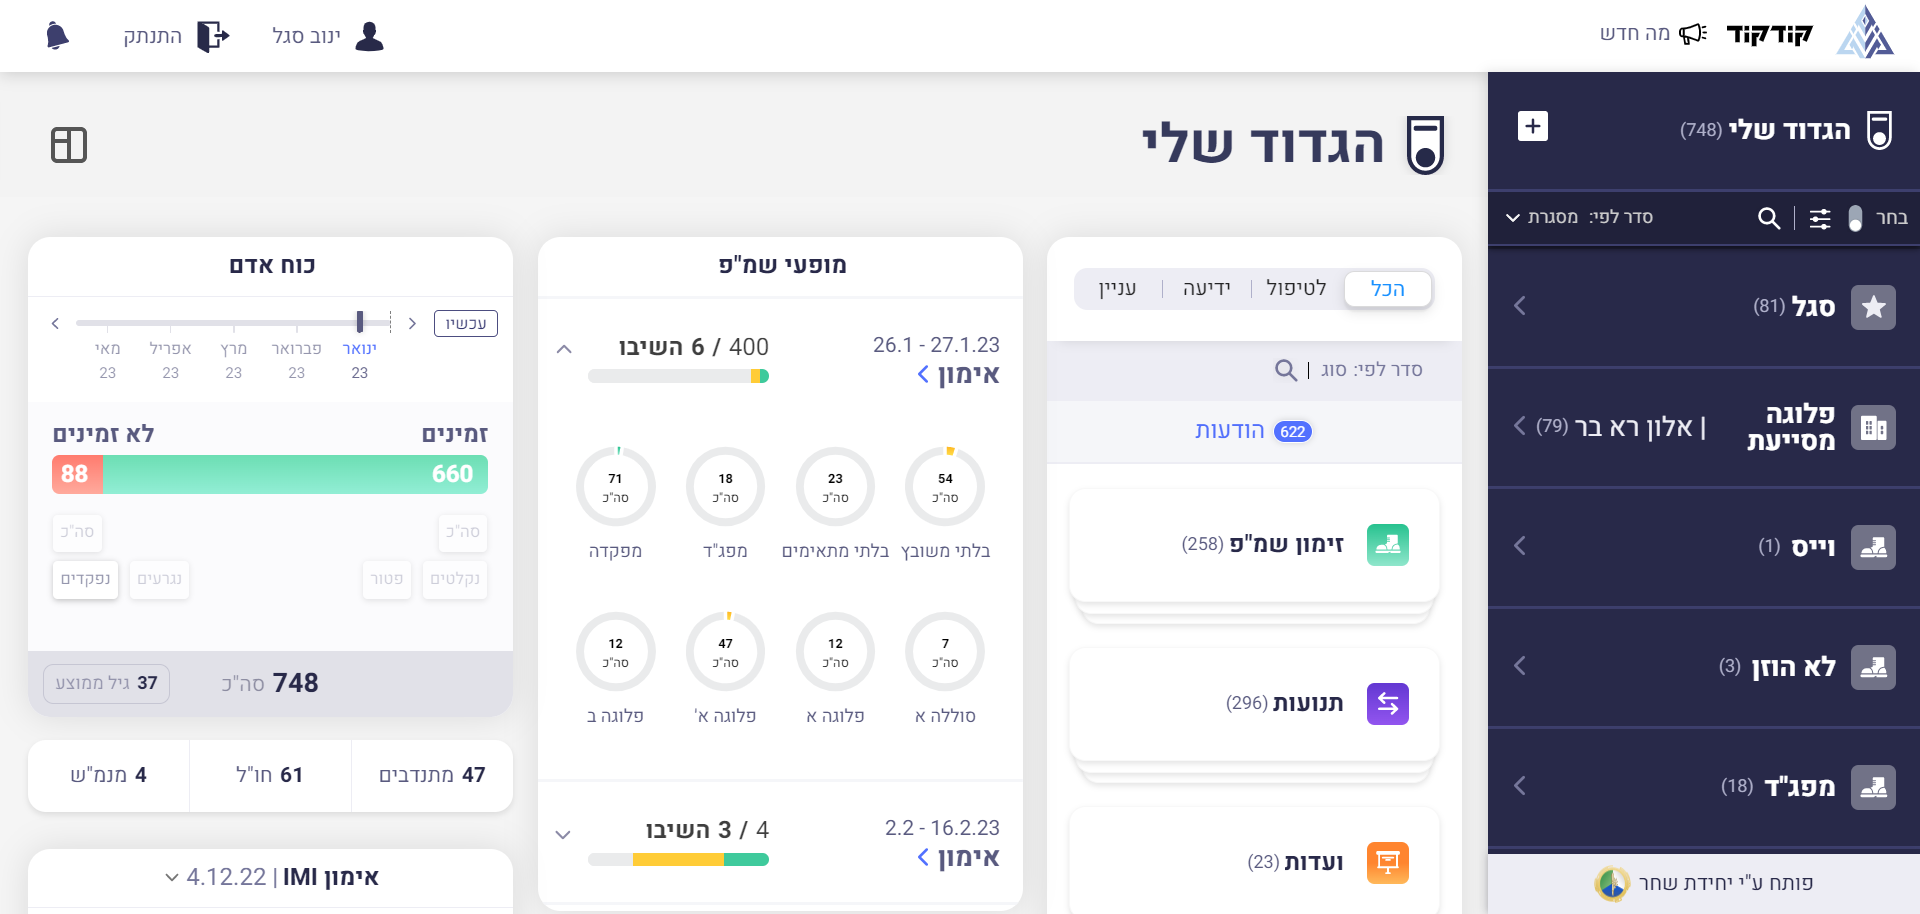 קודקוד
מה חדש
ינוב סגל
התנתק
הגדוד שלי (748)
בחר
סדר לפי: מסגרת
סגל (81)
פלוגה מסייעת | אלון רא בר (79)
וייס (1)
לא הוזן (3)
מפג"ד (18)
פותח ע"י יחידת שחר
הגדוד שלי
הכל
לטיפול
ידיעה
עניין
סדר לפי: סוג
622 הודעות
זימון שמ"פ (258)
תנועות (296)
ועדות (23)
מופעי שמ"פ
26.1 - 27.1.23
אימון
400 / 6 השיבו
54 סה"כ
בלתי משובץ
23 סה"כ
בלתי מתאימים
18 סה"כ
מפג"ד
71 סה"כ
מפקדה
7 סה"כ
סוללה א
12 סה"כ
פלוגה א
47 סה"כ
פלוגה א'
12 סה"כ
פלוגה ב
2.2 - 16.2.23
אימון
4 / 3 השיבו
כוח אדם
עכשיו
ינואר 23
פברואר 23
מרץ 23
אפריל 23
מאי 23
זמינים
לא זמינים
660
88
סה"כ
סה"כ
נקלטים
פטור
נגרעים
נפקדים
748 סה"כ
37 גיל ממוצע
47 מתנדבים
61 חו"ל
4 מנמ"ש
אימון IMI | 4.12.22